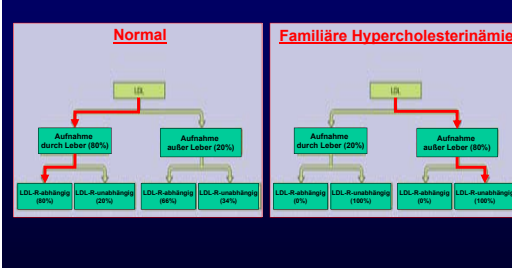 Normal
LDL
Aufnahme
durch Leber (80%)
Aufnahme
außer Leber (20%)
LDL-R-abhängig
(80%)
LDL-R-unabhängig
(20%)
LDL-R-abhängig
(66%)
LDL-R-unabhängig
(34%)
Familiäre Hypercholesterinämie
LDL
Aufnahme
durch Leber (20%)
Aufnahme
außer Leber (80%)
LDL-R-abhängig
(0%)
LDL-R-unabhängig
(100%)
LDL-R-abhängig
(0%)
LDL-R-unabhängig
(100%)